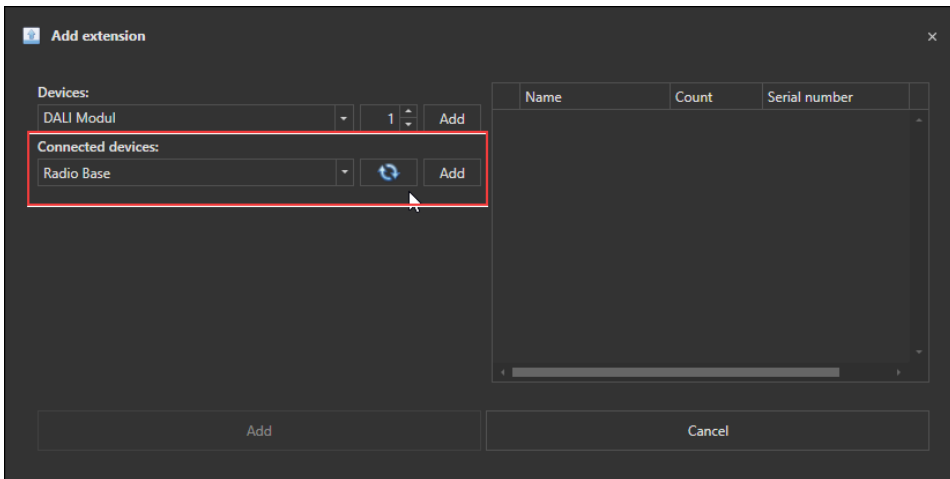 Add extension
Devices:
DALI Modul 1 Add
Connected devices:
Radio Base Add
Name Count Serial number
Add Cancel